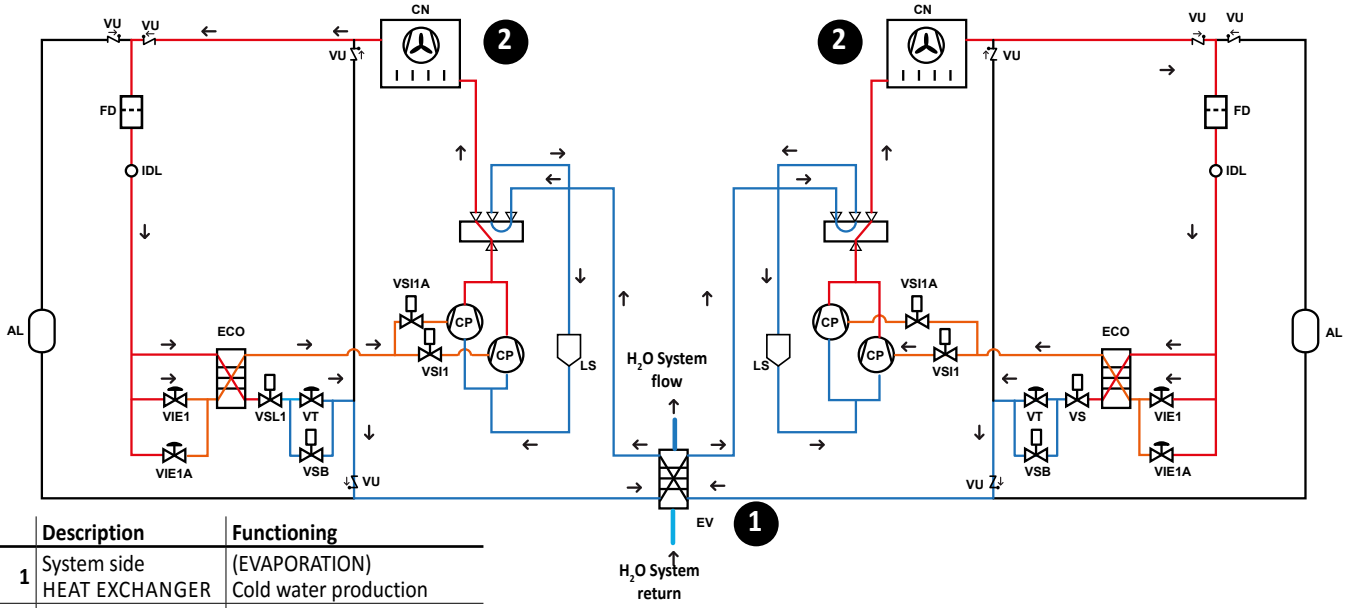 CN
2
2
CN
VU
VU
VU
VU
VU
VU
FD
FD
IDL
IDL
VSI1A
VSI1A
AL
ECO
CP
CP
VSI1
LS
H2O System
flow
LS
CP
CP
VSI1
ECO
AL
VIE1
VSL1
VT
VT
VS
VIE1
VIE1A
VSB
VSB
VIE1A
VU
VU
EV
1
H2O System
return
Description Functioning
1 System side (EVAPORATION)
HEAT EXCHANGER Cold water production